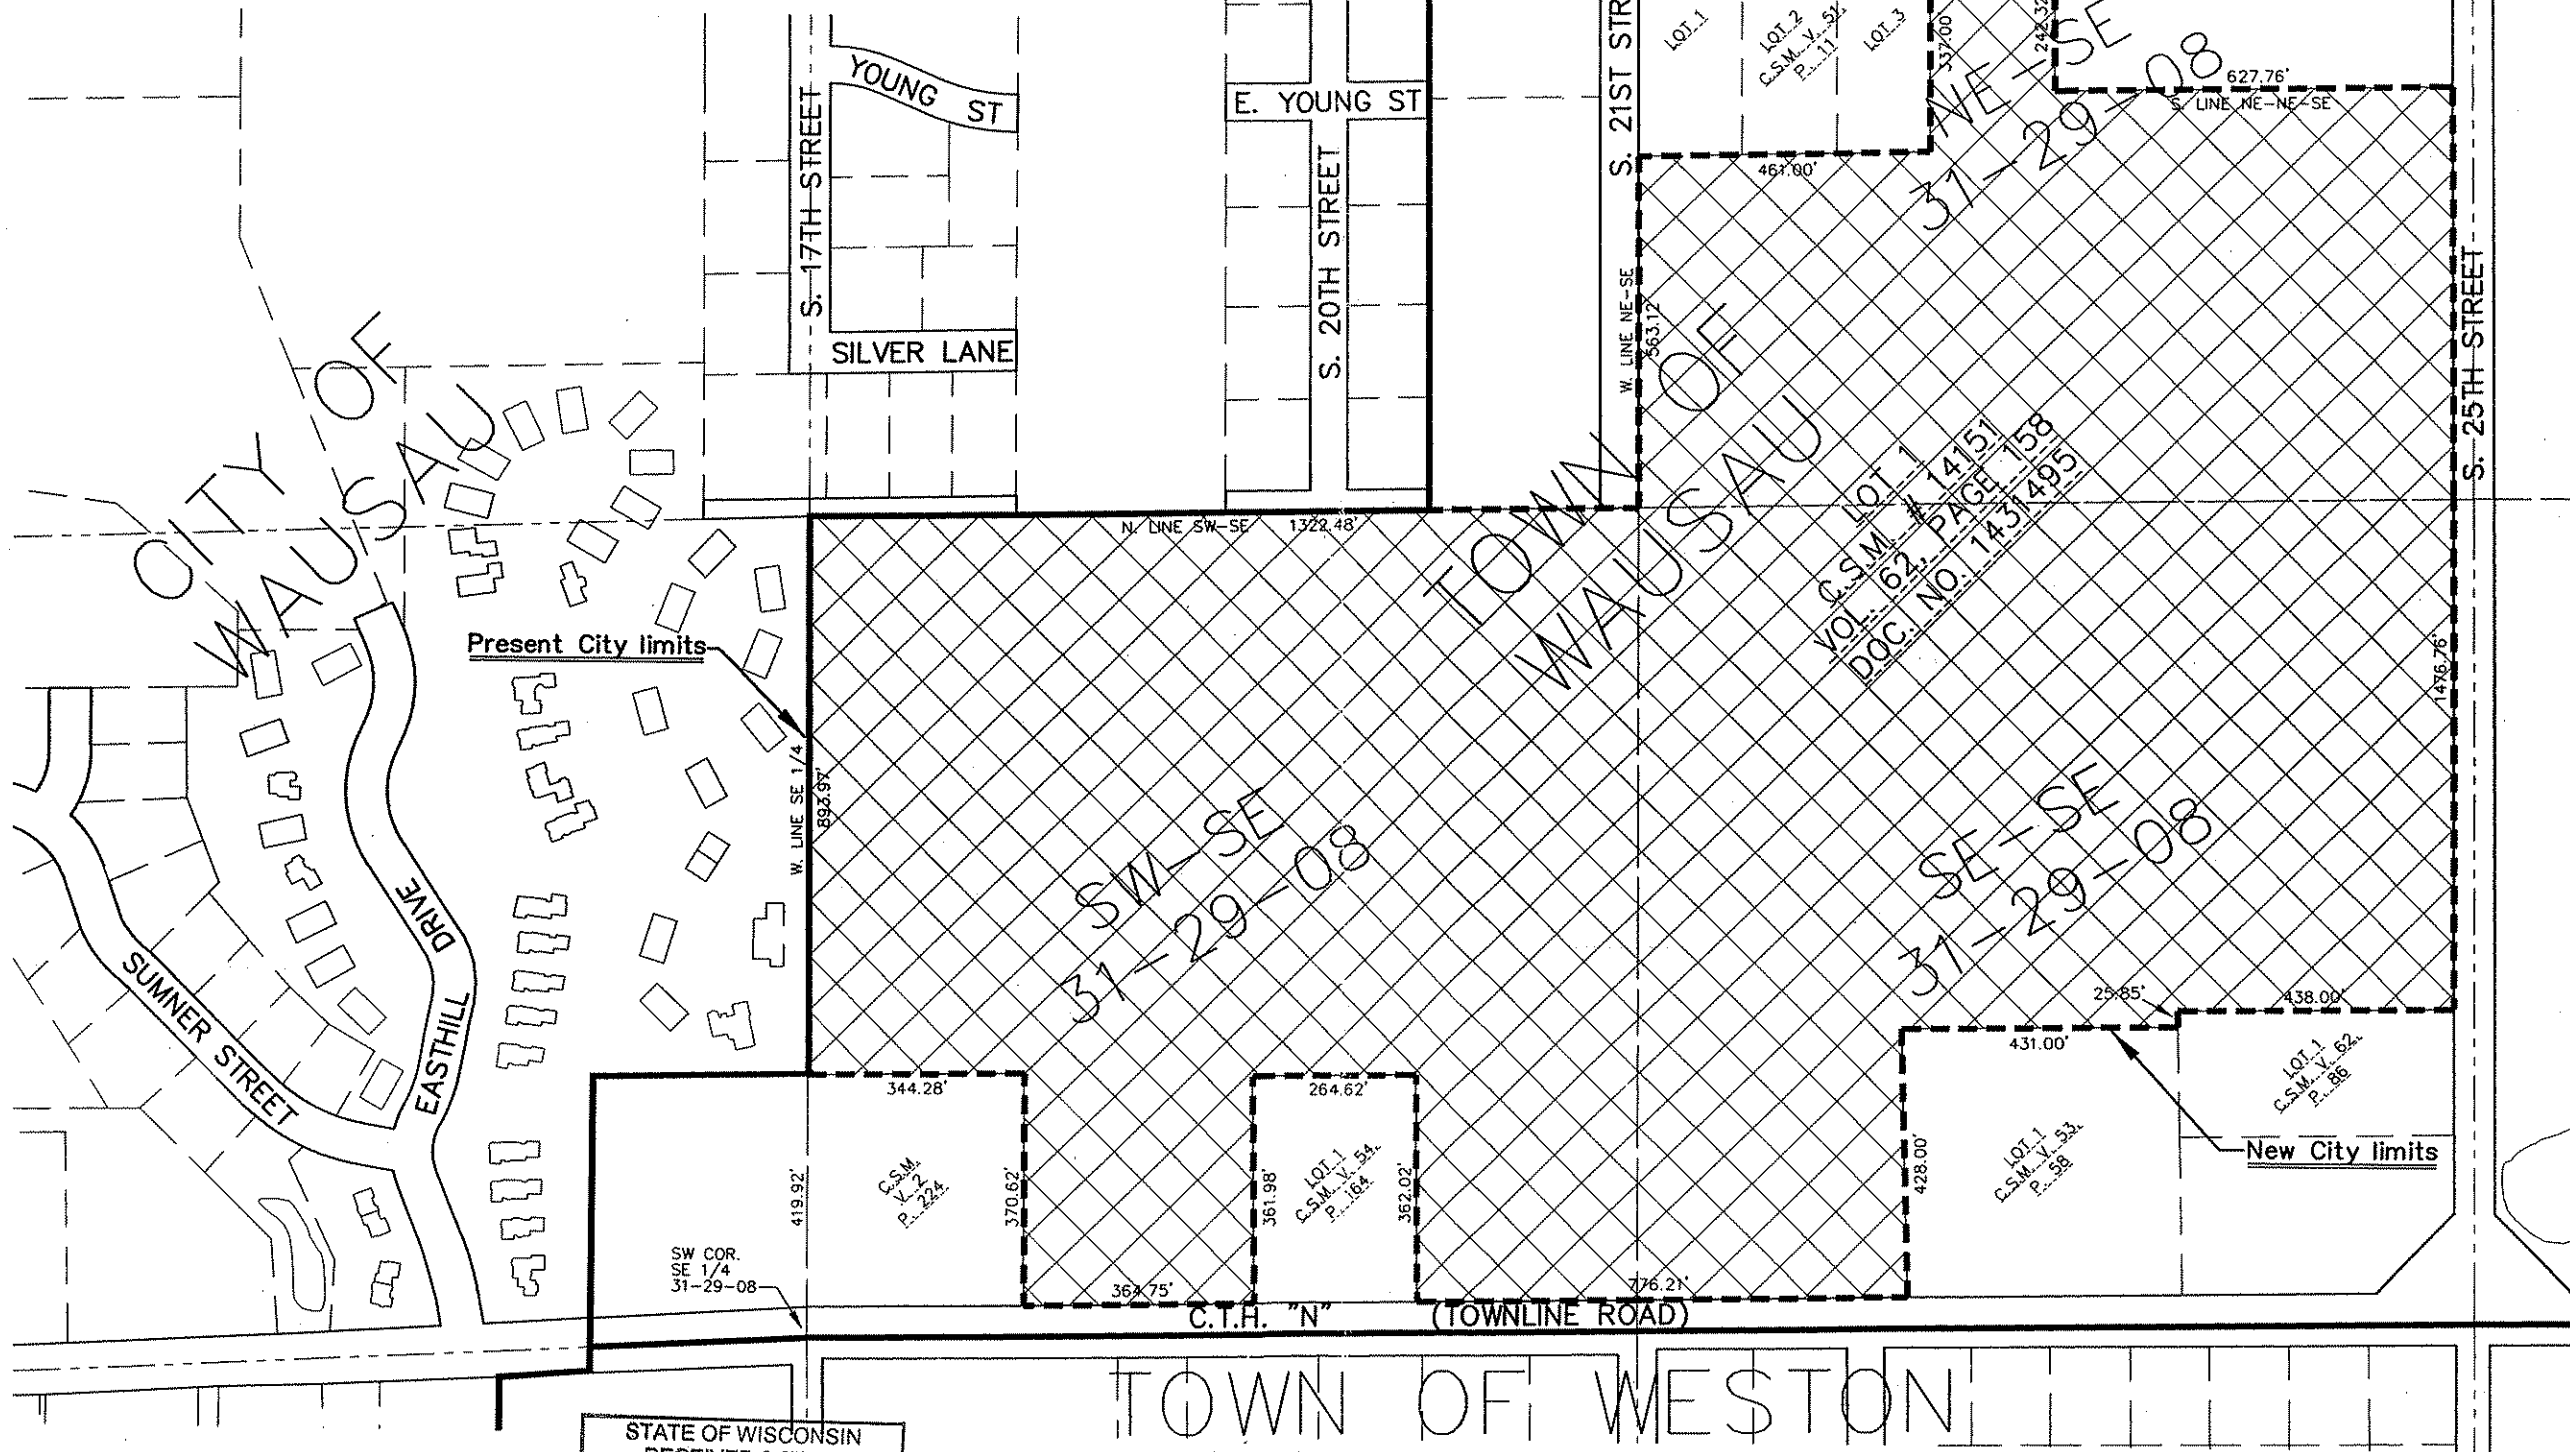 YOUNG ST
S. 17TH STREET
SILVER LANE
E. YOUNG ST
S. 20TH STREET
S. 21ST STR
LOT 1
LOT 2
C.S.M. V. 51
P. 11
LOT 3
337.00
242.32
NE-SE
31-29-08
627.76'
S. LINE NE-NE-SE
461.00'
W. LINE NE-SE
563.12
S. 25TH STREET
CITY OF
WAUSAU
TOWN OF
WAUSAU
LOT 1
C.S.M. # 14151
VOL. 62, PAGE 158
DOC. NO. 1431495
N. LINE SW-SE 1322.48'
Present City limits
W. LINE SE 1/4
893.97'
1476.76'
SW-SE
31-29-08
SE-SE
31-29-08
EASTHILL DRIVE
SUMNER STREET
25.85'
438.00'
431.00'
344.28'
264.62'
419.92'
C.S.M.
V. 2
P. 224
370.62'
361.98'
LOT 1
C.S.M. V. 54
P. 164
362.02'
428.00'
LOT 1
C.S.M. V. 53
P. 58
LOT 1
C.S.M. V. 62
P. 86
New City limits
SW COR.
SE 1/4
31-29-08
364.75'
776.21'
C.T.H. "N" (TOWNLINE ROAD)
TOWN OF WESTON
STATE OF WISCONSIN